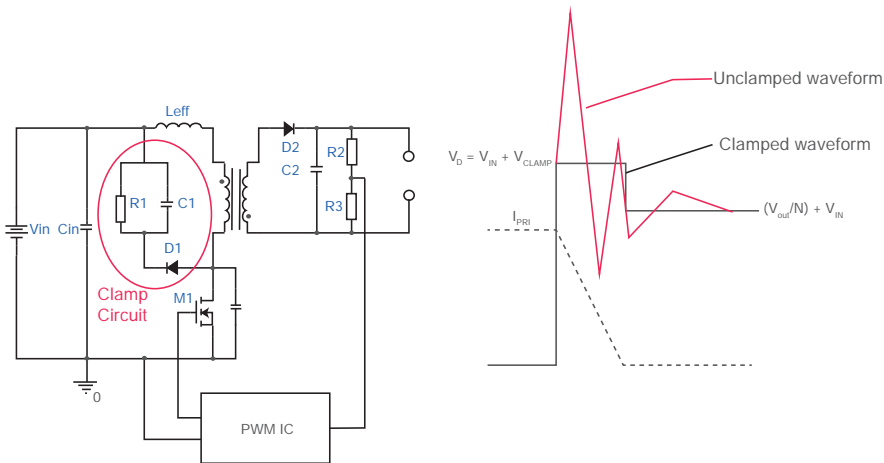 Leff
D2
C2
R2
R3
R1
C1
Vin
Cin
D1
M1
Clamp
Circuit
0
PWM IC
Unclamped waveform
Clamped waveform
V_D = V_IN + V_CLAMP
I_PRI
(V_out/N) + V_IN